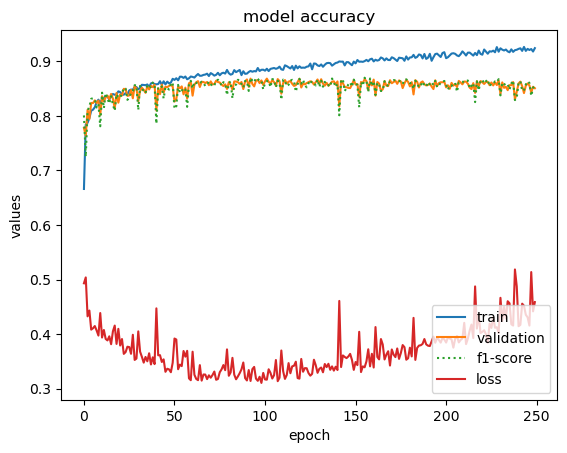 model accuracy
values
0.9
0.8
0.7
0.6
0.5
0.4
0.3
train
validation
f1-score
loss
0 50 100 150 200 250
epoch